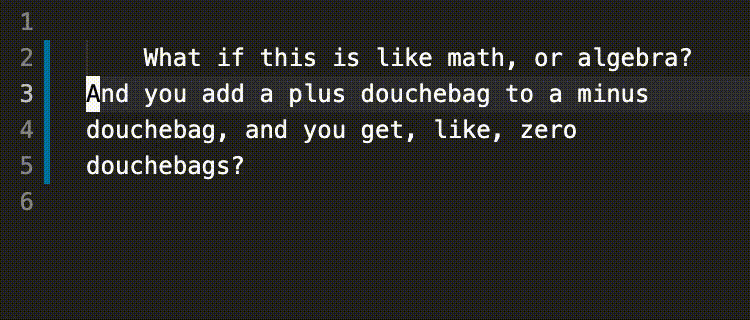 1
2 What if this is like math, or algebra?
3 And you add a plus douchebag to a minus
4 douchebag, and you get, like, zero
5 douchebags?
6